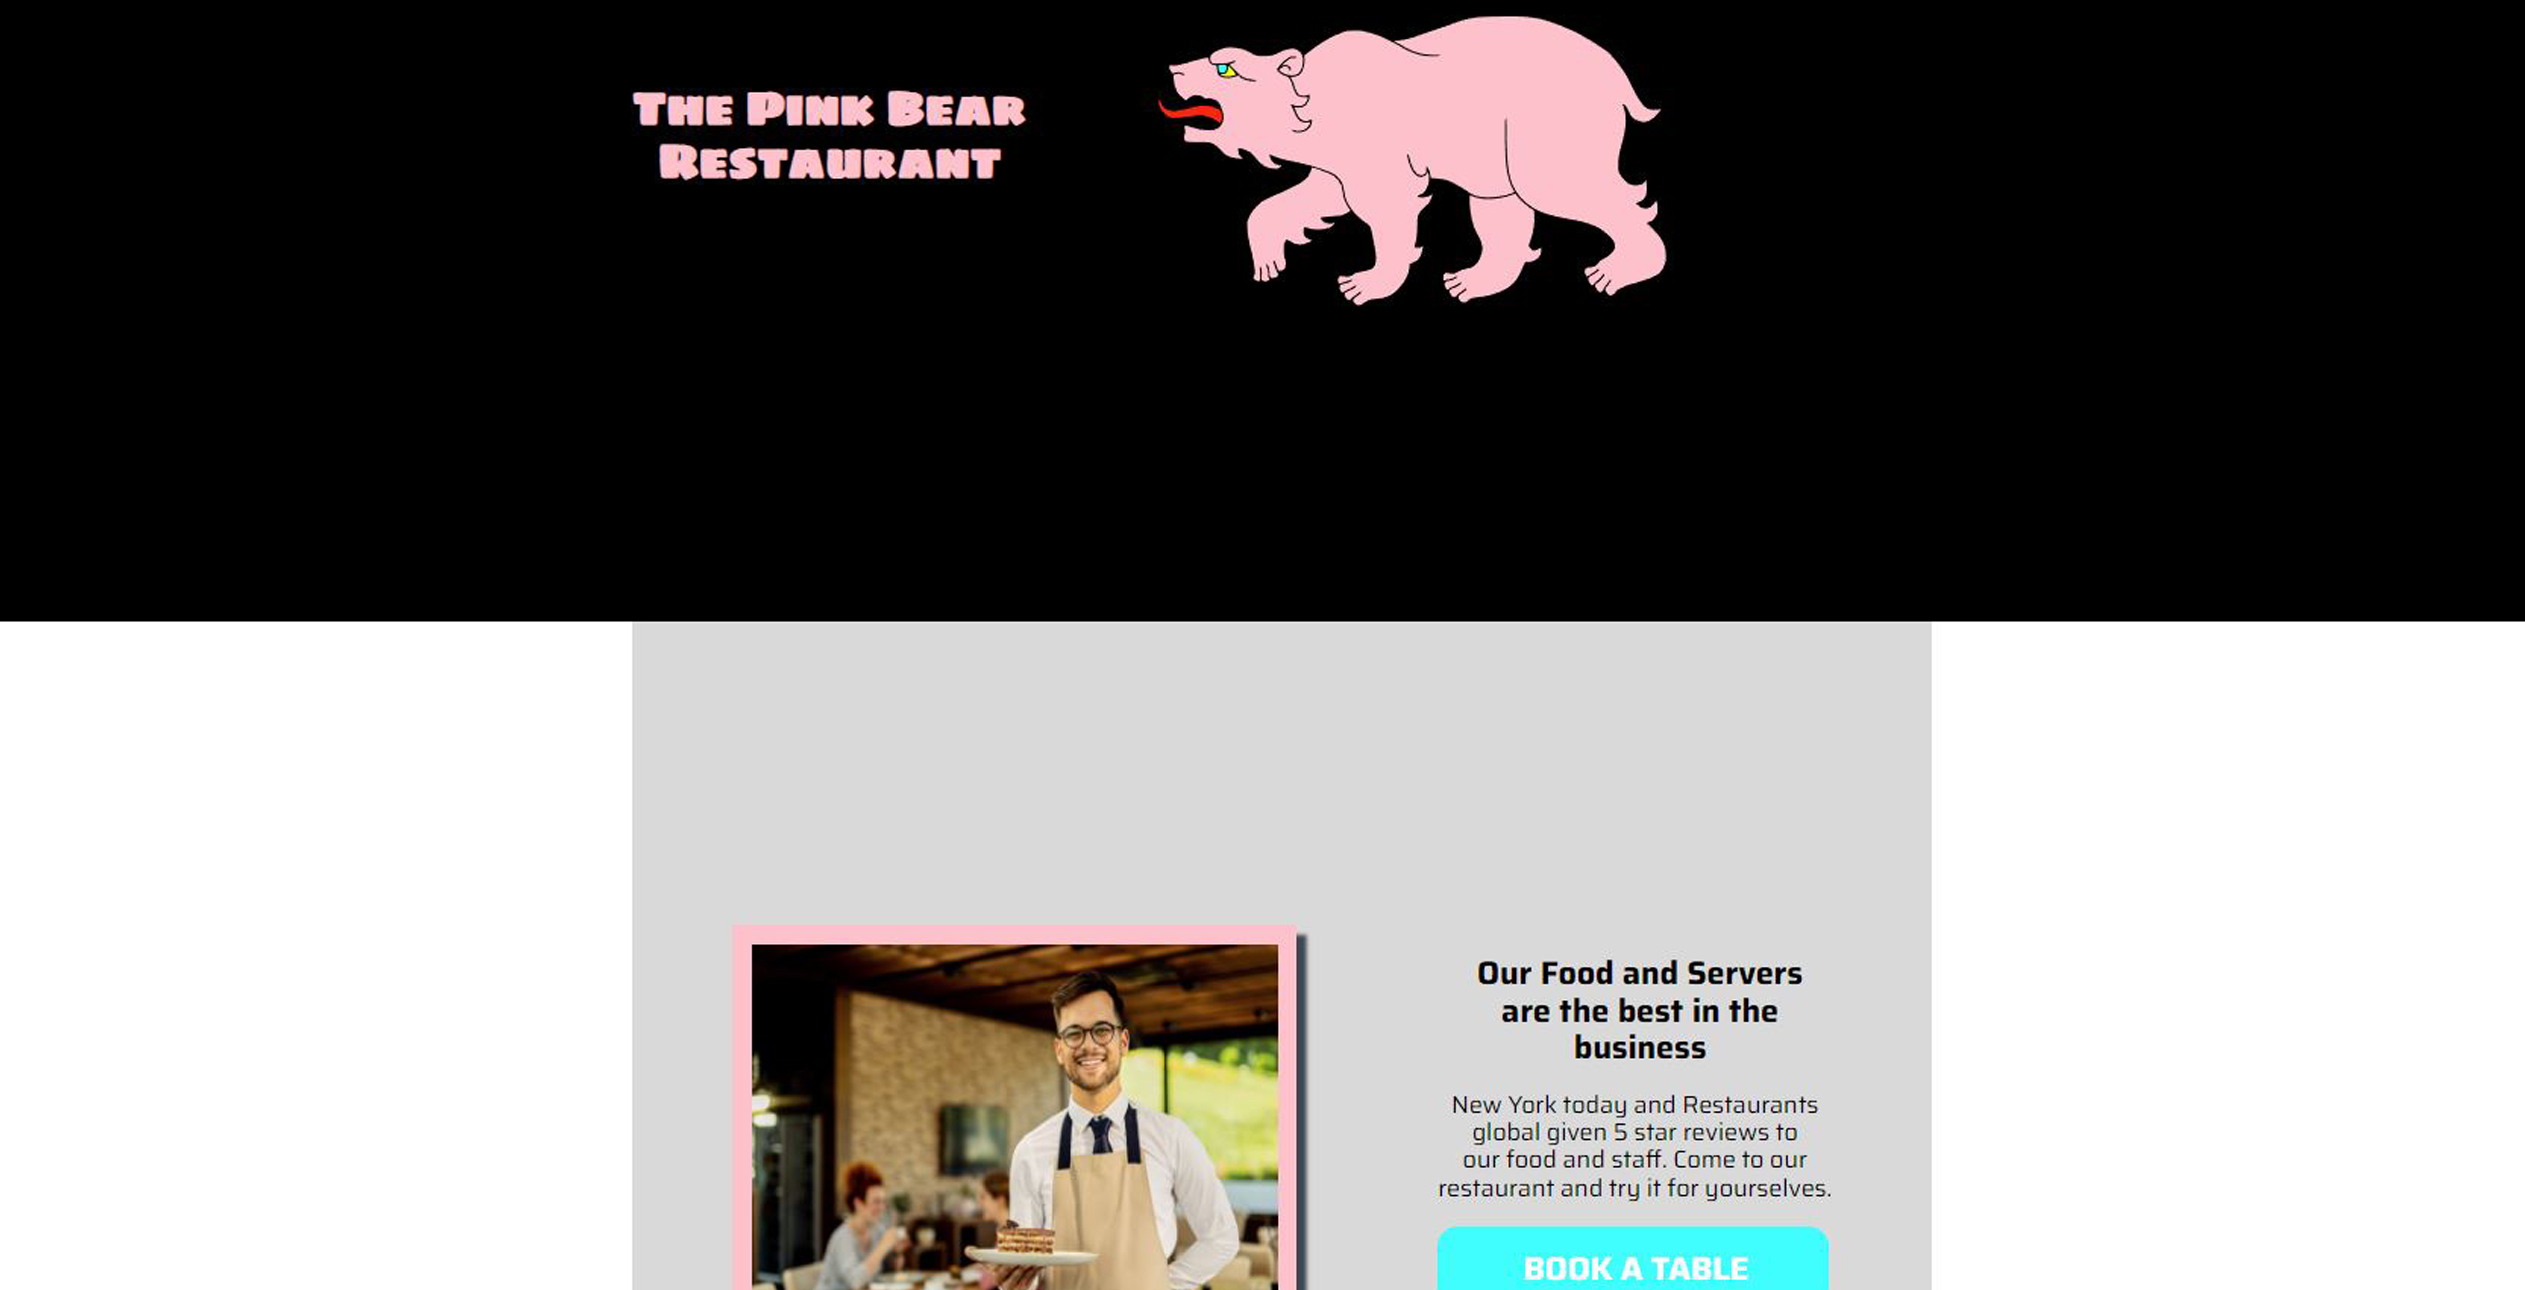 The Pink Bear
Restaurant
Our Food and Servers
are the best in the
business
New York today and Restaurants
global given 5 star reviews to
our food and staff. Come to our
restaurant and try it for yourselves.
BOOK A TABLE